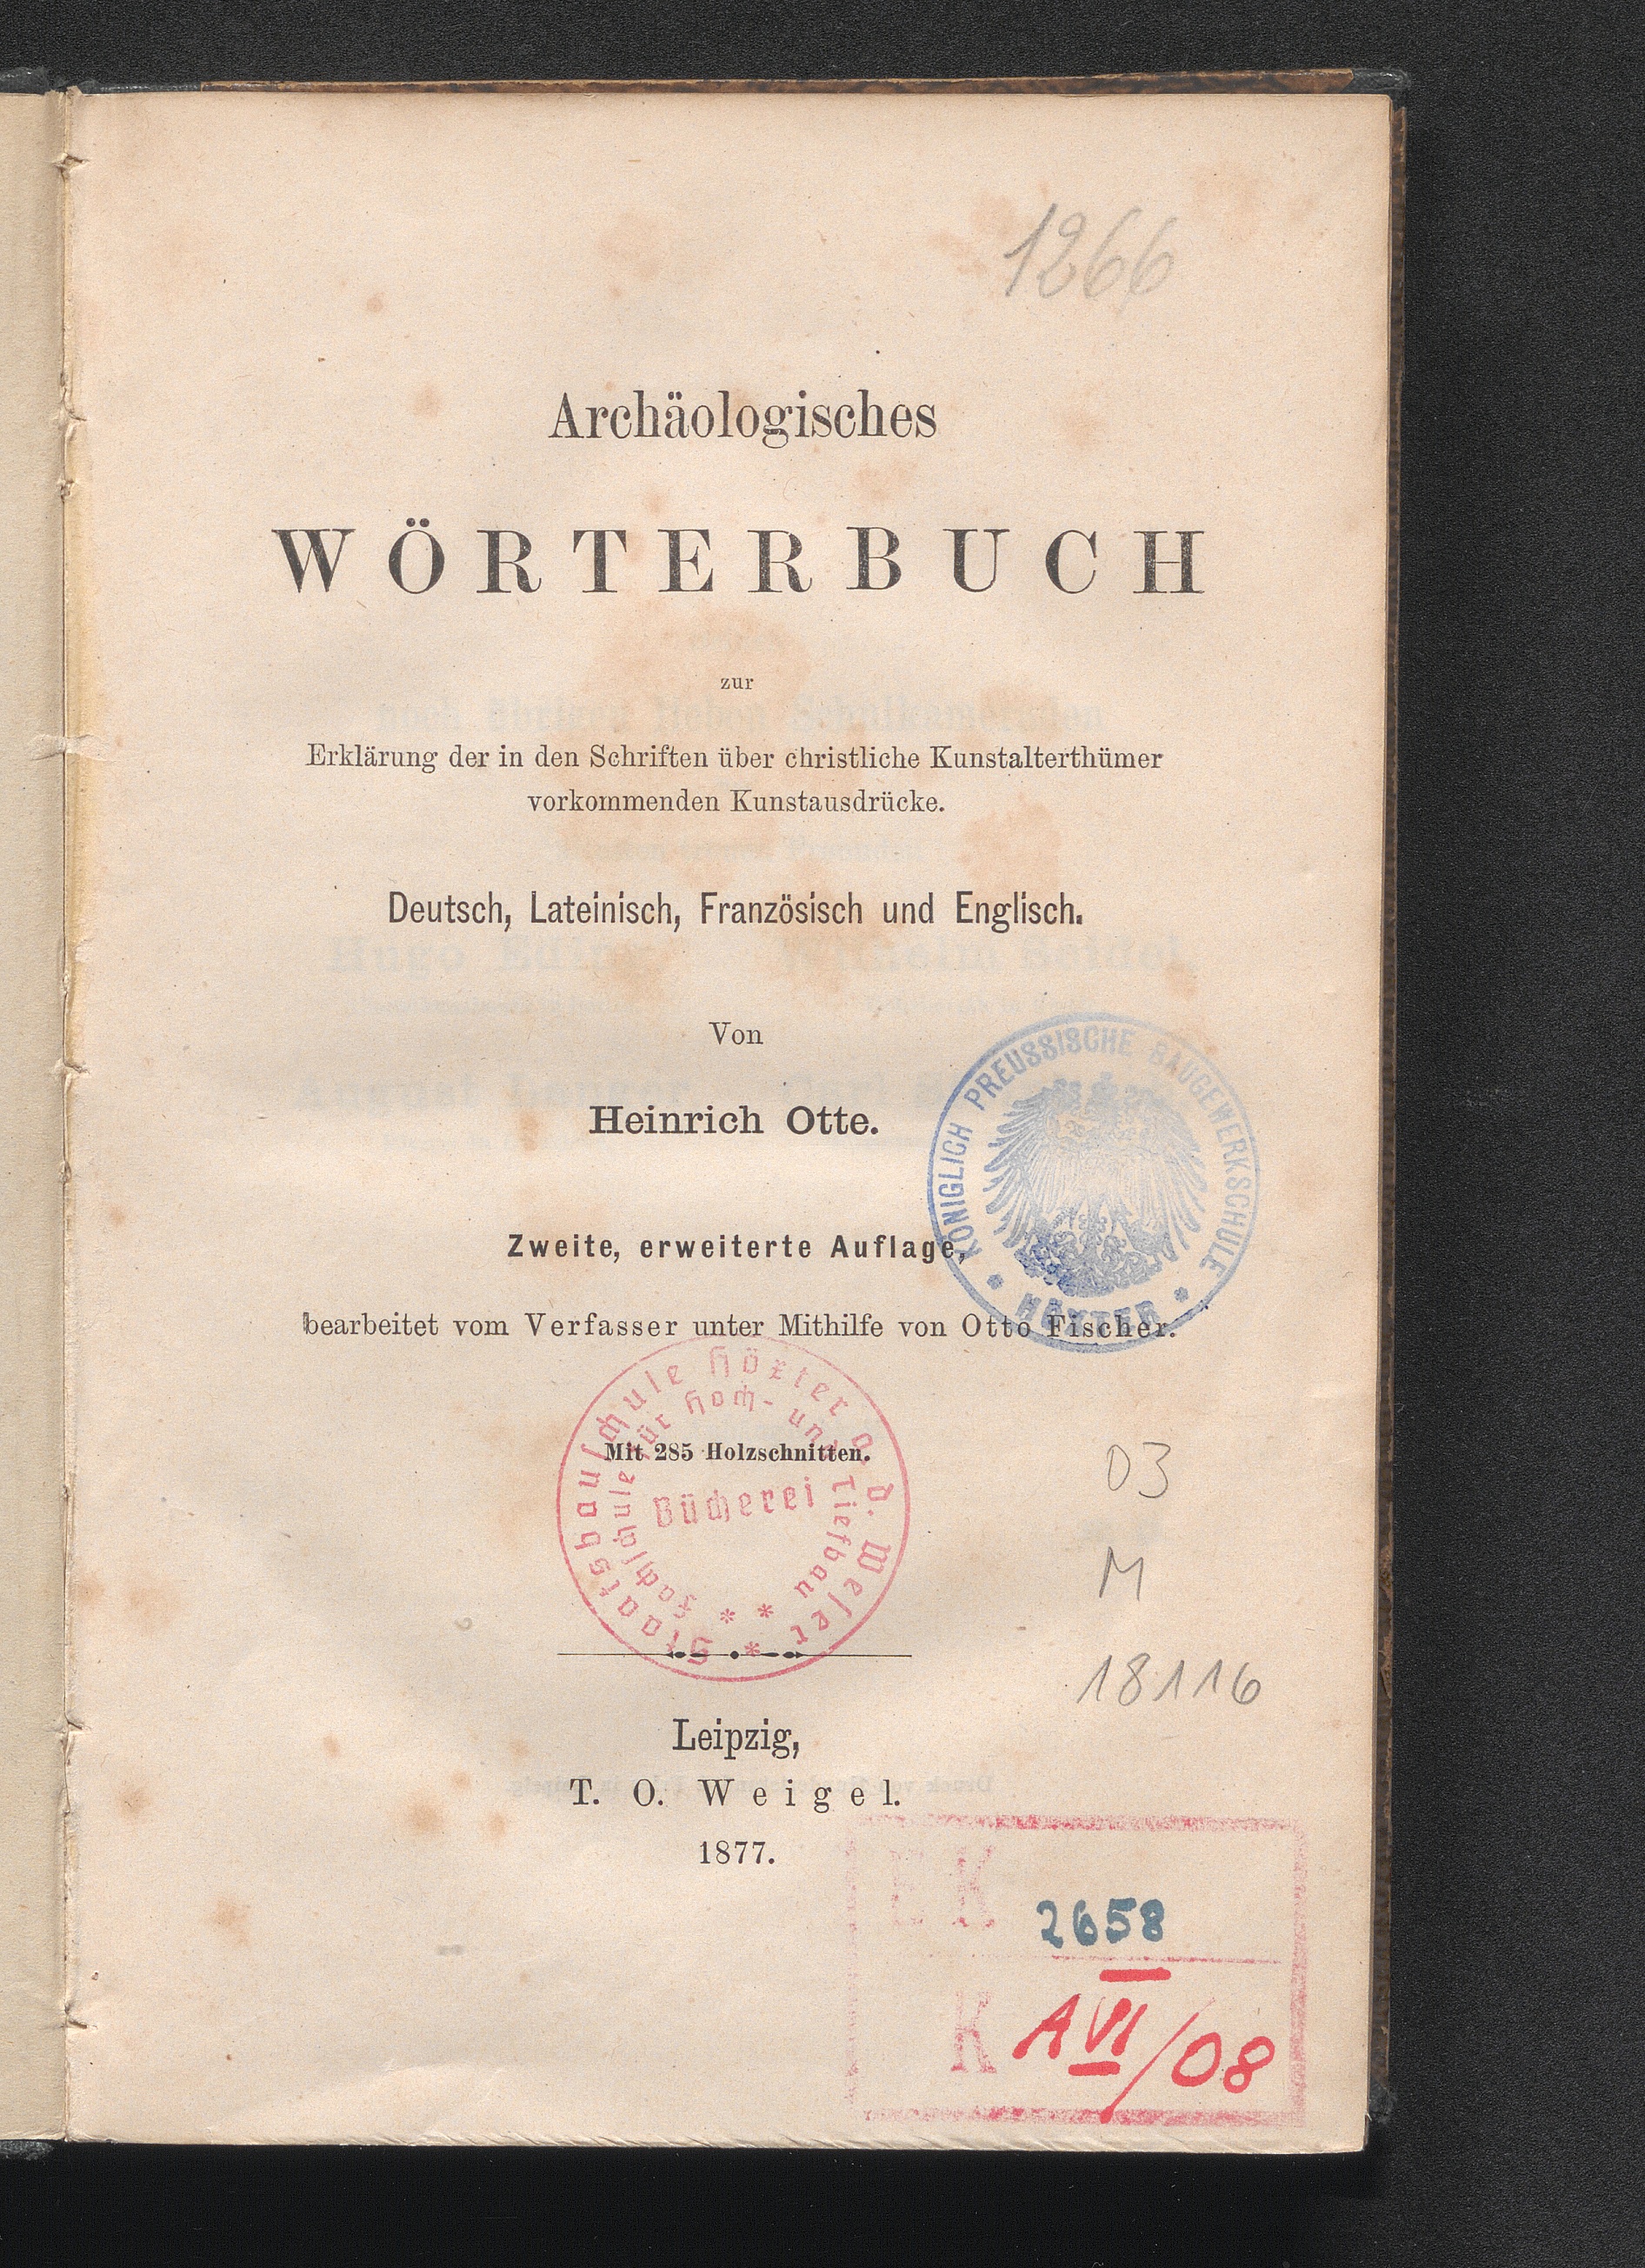 1266
Archäologisches
WÖRTERBUCH
zur
Erklärung der in den Schriften über christliche Kunstalterthümer
vorkommenden Kunstausdrücke.
Deutsch, Lateinisch, Französisch und Englisch.
Von
Heinrich Otte.
KÖNIGLICH PREUSSISCHE BAUGEWERKSCHULE
* HÖXTER *
Zweite, erweiterte Auflage,
bearbeitet vom Verfasser unter Mithilfe von Otto Fischer.
Staatsbauschule Höxter a. d. Weser
Fachschule für Hoch- und Tiefbau
Mit 285 Holzschnitten.
Bücherei
03
M
18116
Leipzig,
T. O. Weigel.
1877.
K
2658
K A VI/08